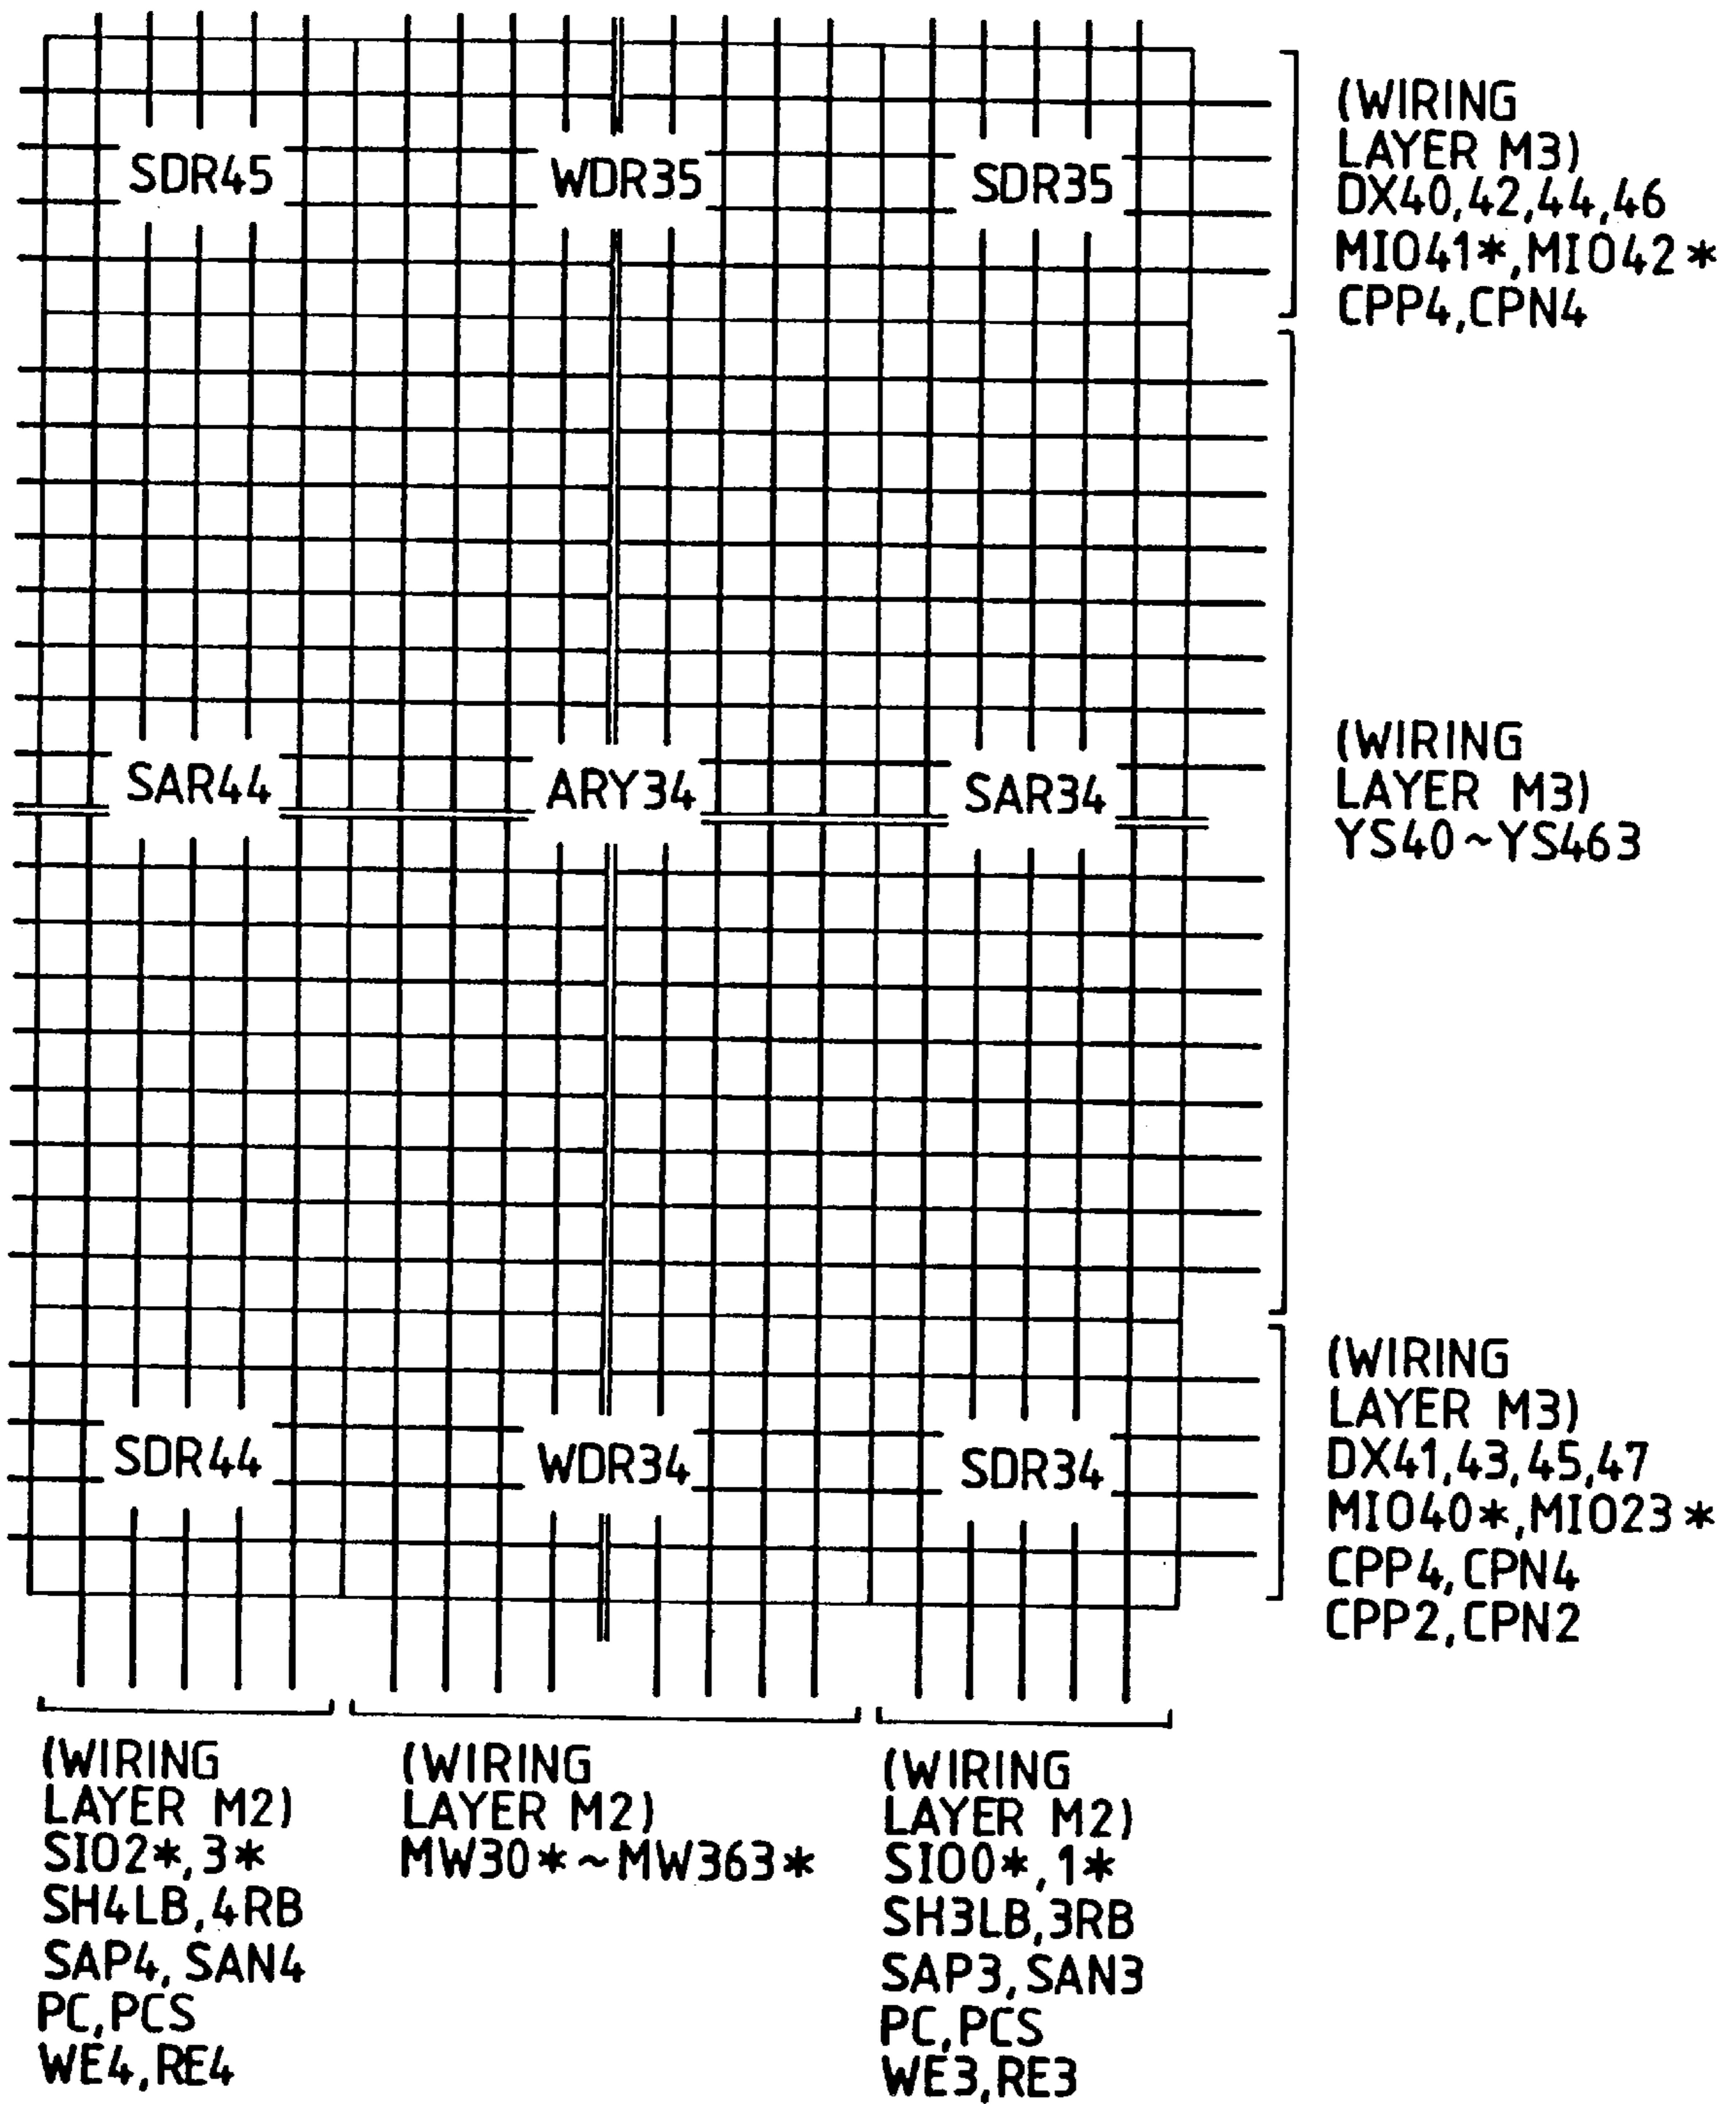 (WIRING
LAYER M3)
DX40,42,44,46
MIO41*,MIO42*
CPP4,CPN4
SDR45
WDR35
SDR35
(WIRING
LAYER M3)
YS40~YS463
SAR44
ARY34
SAR34
(WIRING
LAYER M3)
DX41,43,45,47
MIO40*,MIO23*
CPP4,CPN4
CPP2,CPN2
SDR44
WDR34
SDR34
(WIRING
LAYER M2)
SIO2*,3*
SH4LB,4RB
SAP4,SAN4
PC,PCS
WE4,RE4
(WIRING
LAYER M2)
MW30*~MW363*
(WIRING
LAYER M2)
SIO0*,1*
SH3LB,3RB
SAP3,SAN3
PC,PCS
WE3,RE3